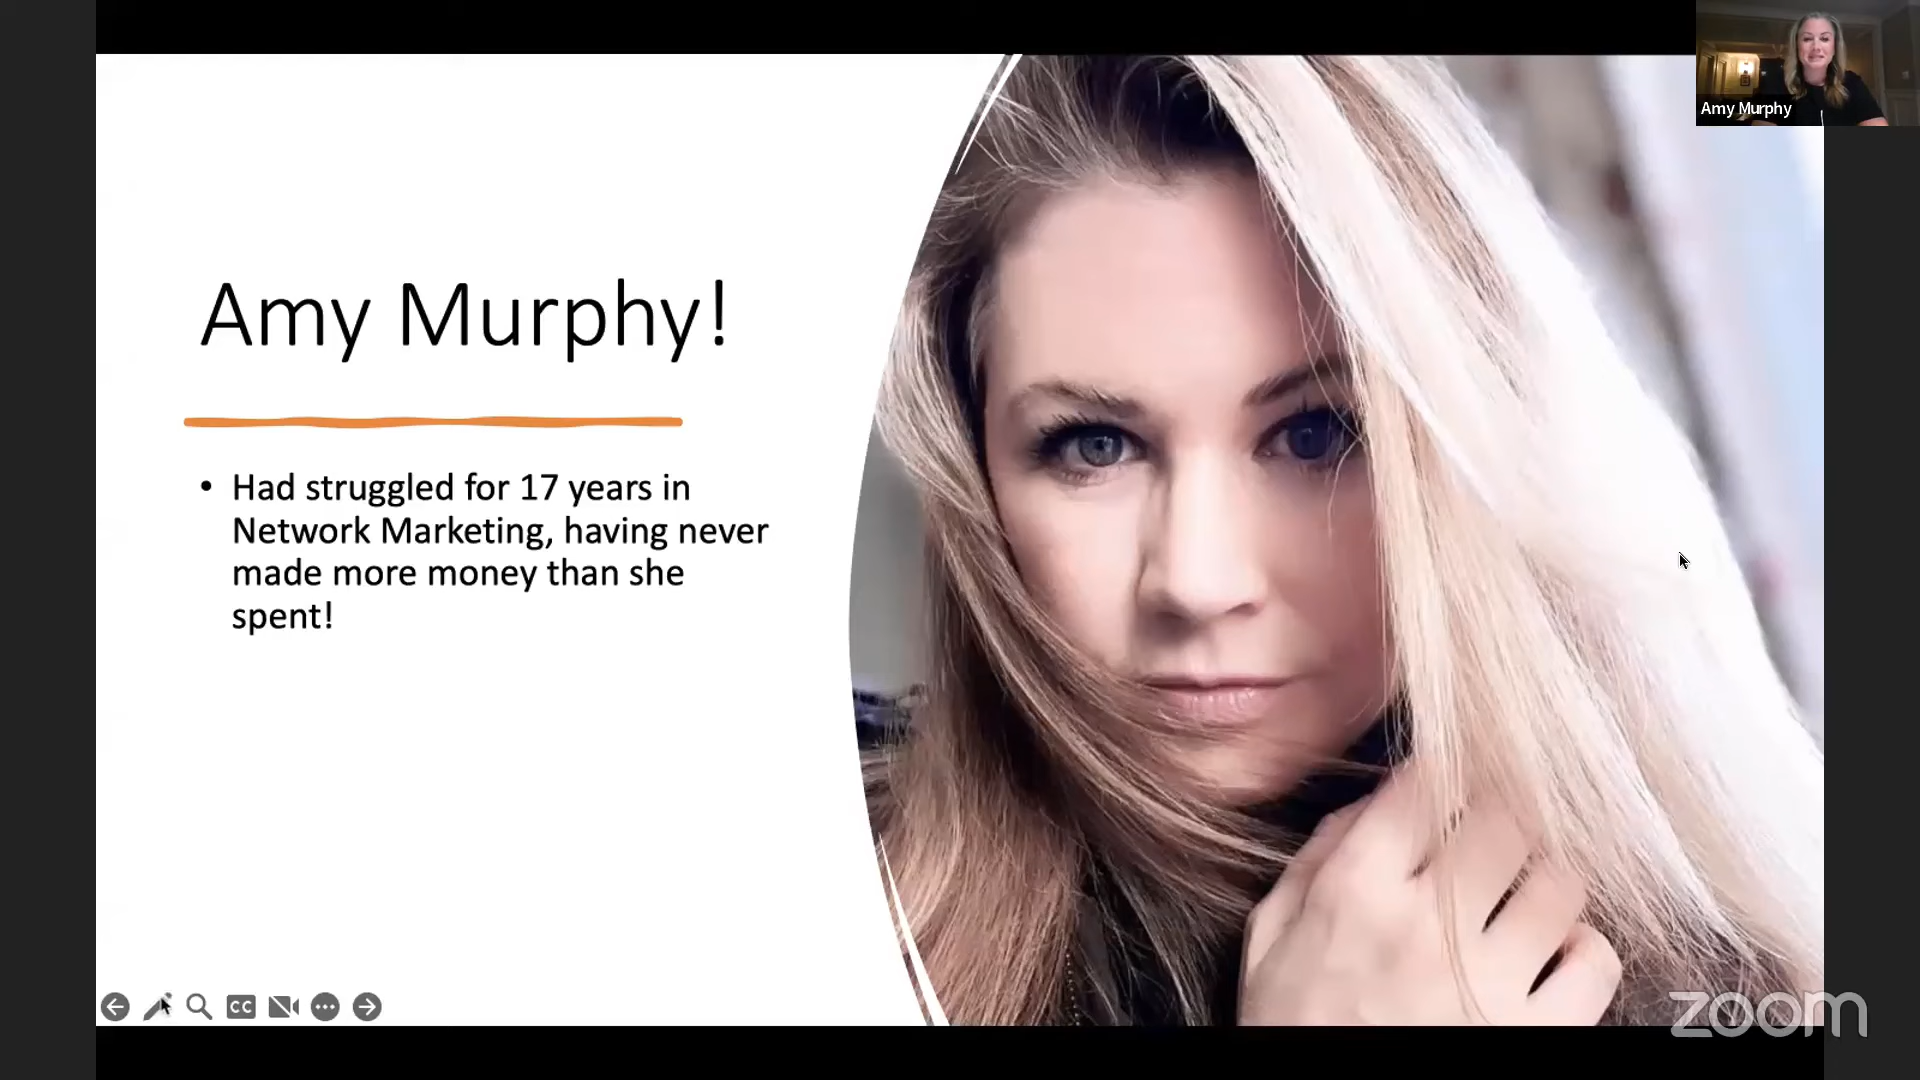 Amy Murphy
Amy Murphy!
• Had struggled for 17 years in
Network Marketing, having never
made more money than she
spent!
CC
zoom